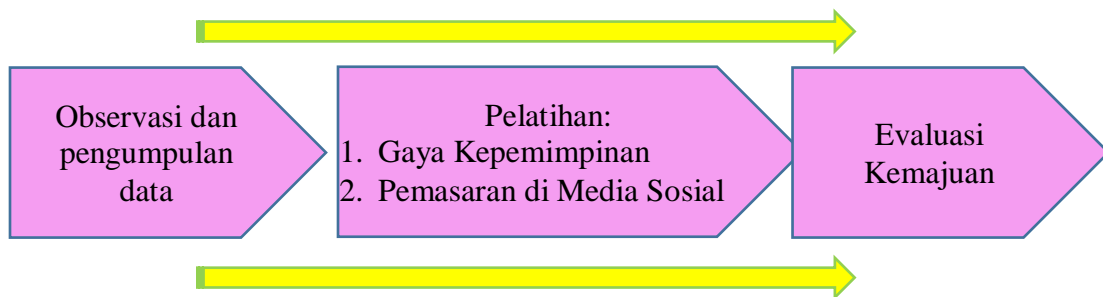 Observasi dan
pengumpulan
data
Pelatihan:
1. Gaya Kepemimpinan
2. Pemasaran di Media Sosial
Evaluasi
Kemajuan